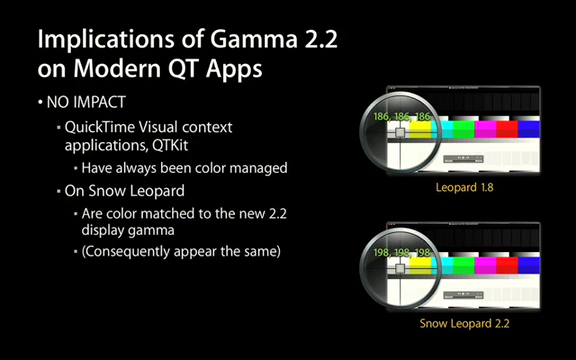 Implications of Gamma 2.2
on Modern QT Apps
• NO IMPACT
▪ QuickTime Visual context
applications, QTKit
▪ Have always been color managed
▪ On Snow Leopard
▪ Are color matched to the new 2.2
display gamma
▪ (Consequently appear the same)
186, 186, 186
Leopard 1.8
198, 198, 198
Snow Leopard 2.2